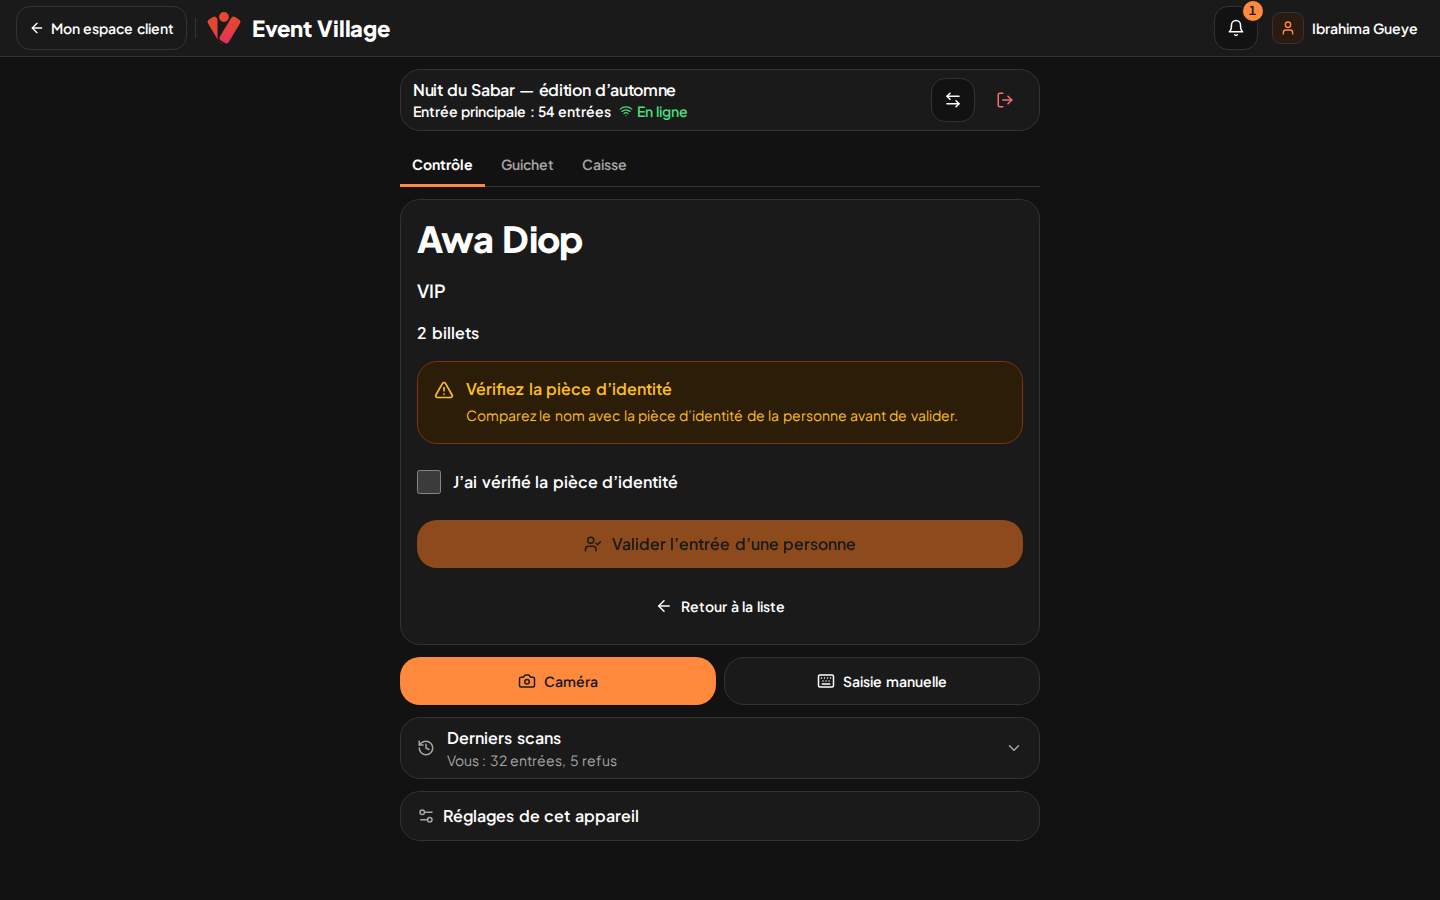 Mon espace client
Event Village
1
Ibrahima Gueye
Nuit du Sabar — édition d’automne
Entrée principale : 54 entrées En ligne
Contrôle Guichet Caisse
Awa Diop
VIP
2 billets
Vérifiez la pièce d’identité
Comparez le nom avec la pièce d’identité de la personne avant de valider.
J’ai vérifié la pièce d’identité
Valider l’entrée d’une personne
Retour à la liste
Caméra
Saisie manuelle
Derniers scans
Vous : 32 entrées, 5 refus
Réglages de cet appareil